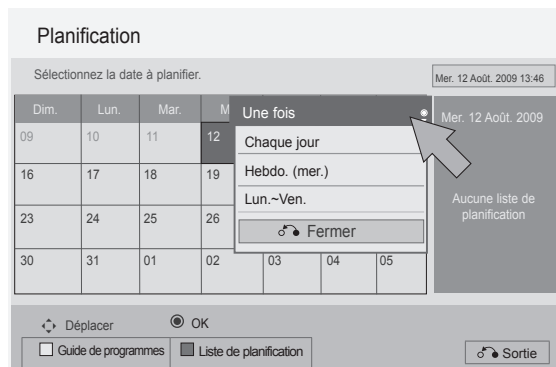 Planification
Sélectionnez la date à planifier.
Mer. 12 Août. 2009 13:46
Dim. Lun. Mar. M
09 10 11 12
16 17 18 19
23 24 25 26
30 31 01 02 03 04 05
Une fois
Chaque jour
Hebdo. (mer.)
Lun.~Ven.
Fermer
Mer. 12 Août. 2009
Aucune liste de
planification
Déplacer OK
Guide de programmes Liste de planification Sortie